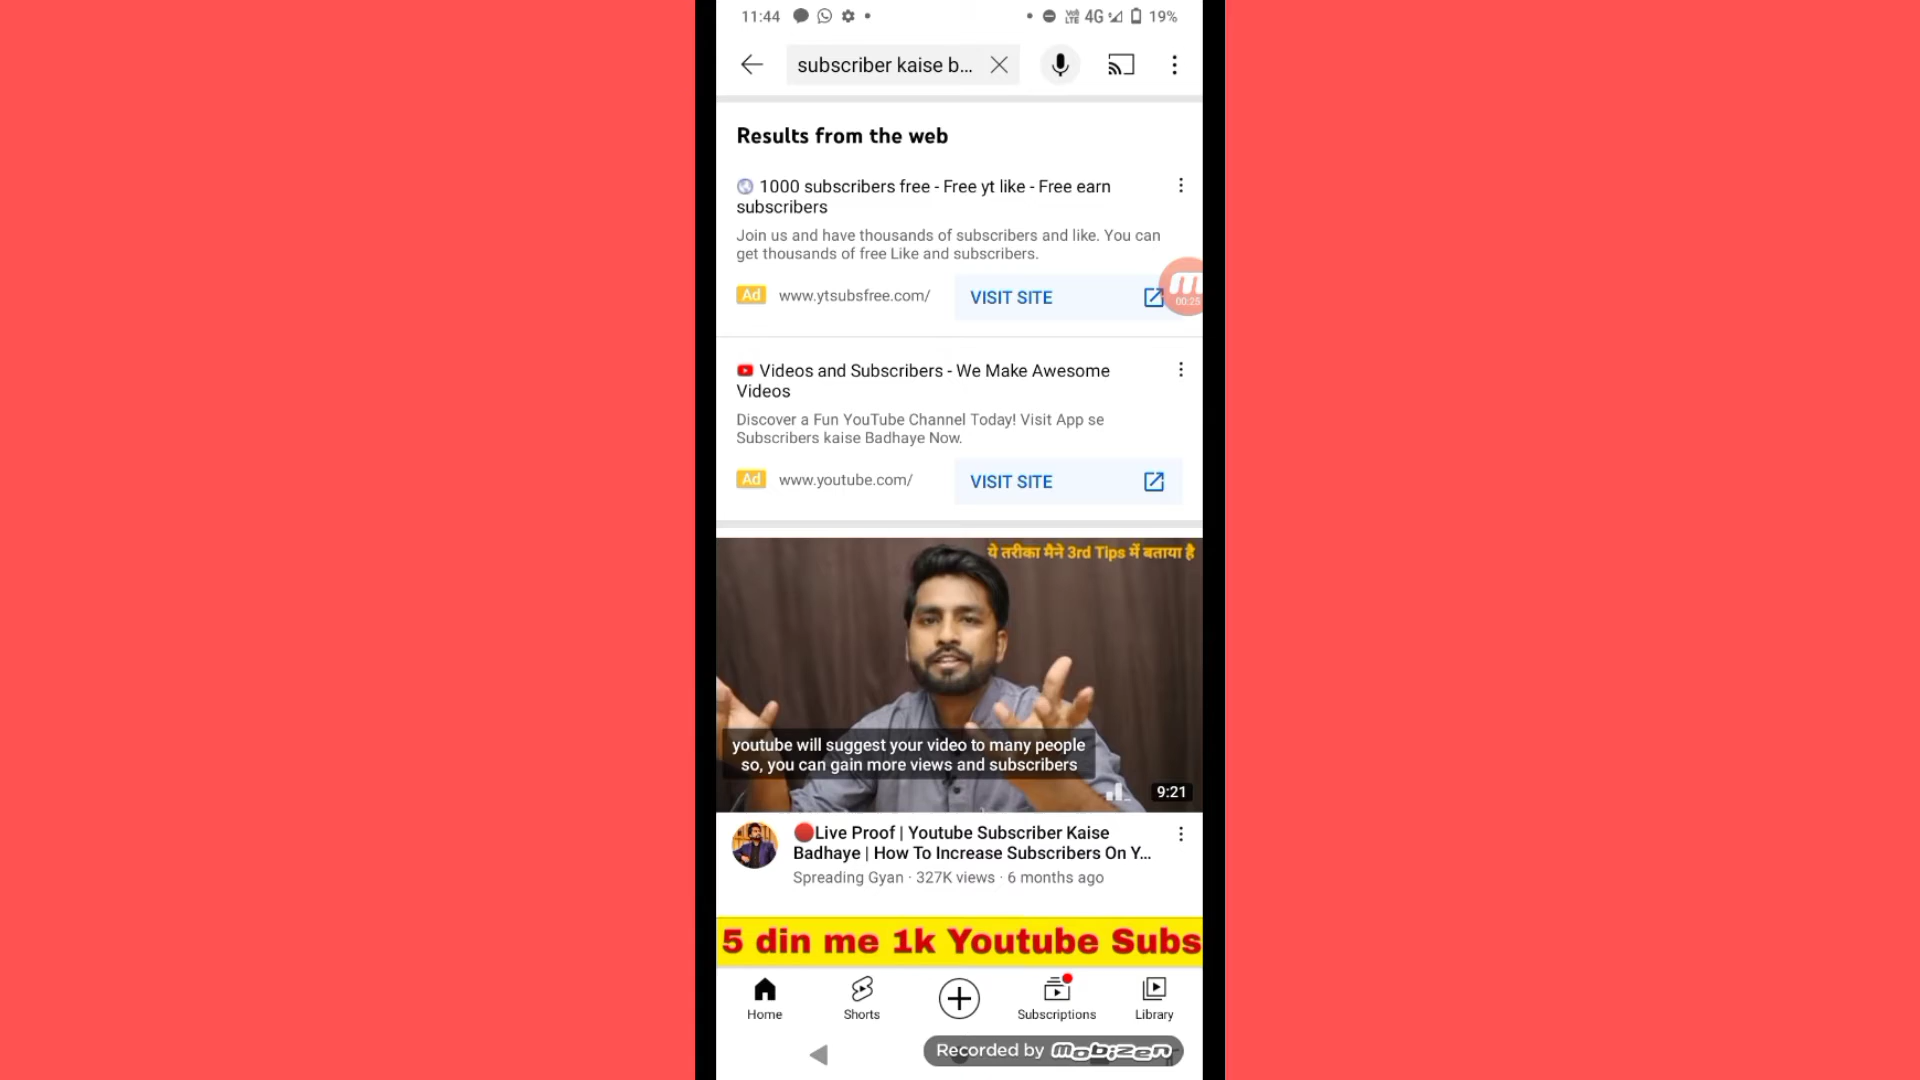 11:44
4G 19%
subscriber kaise b...
Results from the web
1000 subscribers free - Free yt like - Free earn
subscribers
Join us and have thousands of subscribers and like. You can
get thousands of free Like and subscribers.
Ad www.ytsubsfree.com/ VISIT SITE
00:25
Videos and Subscribers - We Make Awesome
Videos
Discover a Fun YouTube Channel Today! Visit App se
Subscribers kaise Badhaye Now.
Ad www.youtube.com/ VISIT SITE
ये तरीका मैने 3rd Tips में बताया है
youtube will suggest your video to many people
so, you can gain more views and subscribers
9:21
Live Proof | Youtube Subscriber Kaise
Badhaye | How To Increase Subscribers On Y...
Spreading Gyan · 327K views · 6 months ago
5 din me 1k Youtube Subs
Home Shorts Subscriptions Library
Recorded by mobizen